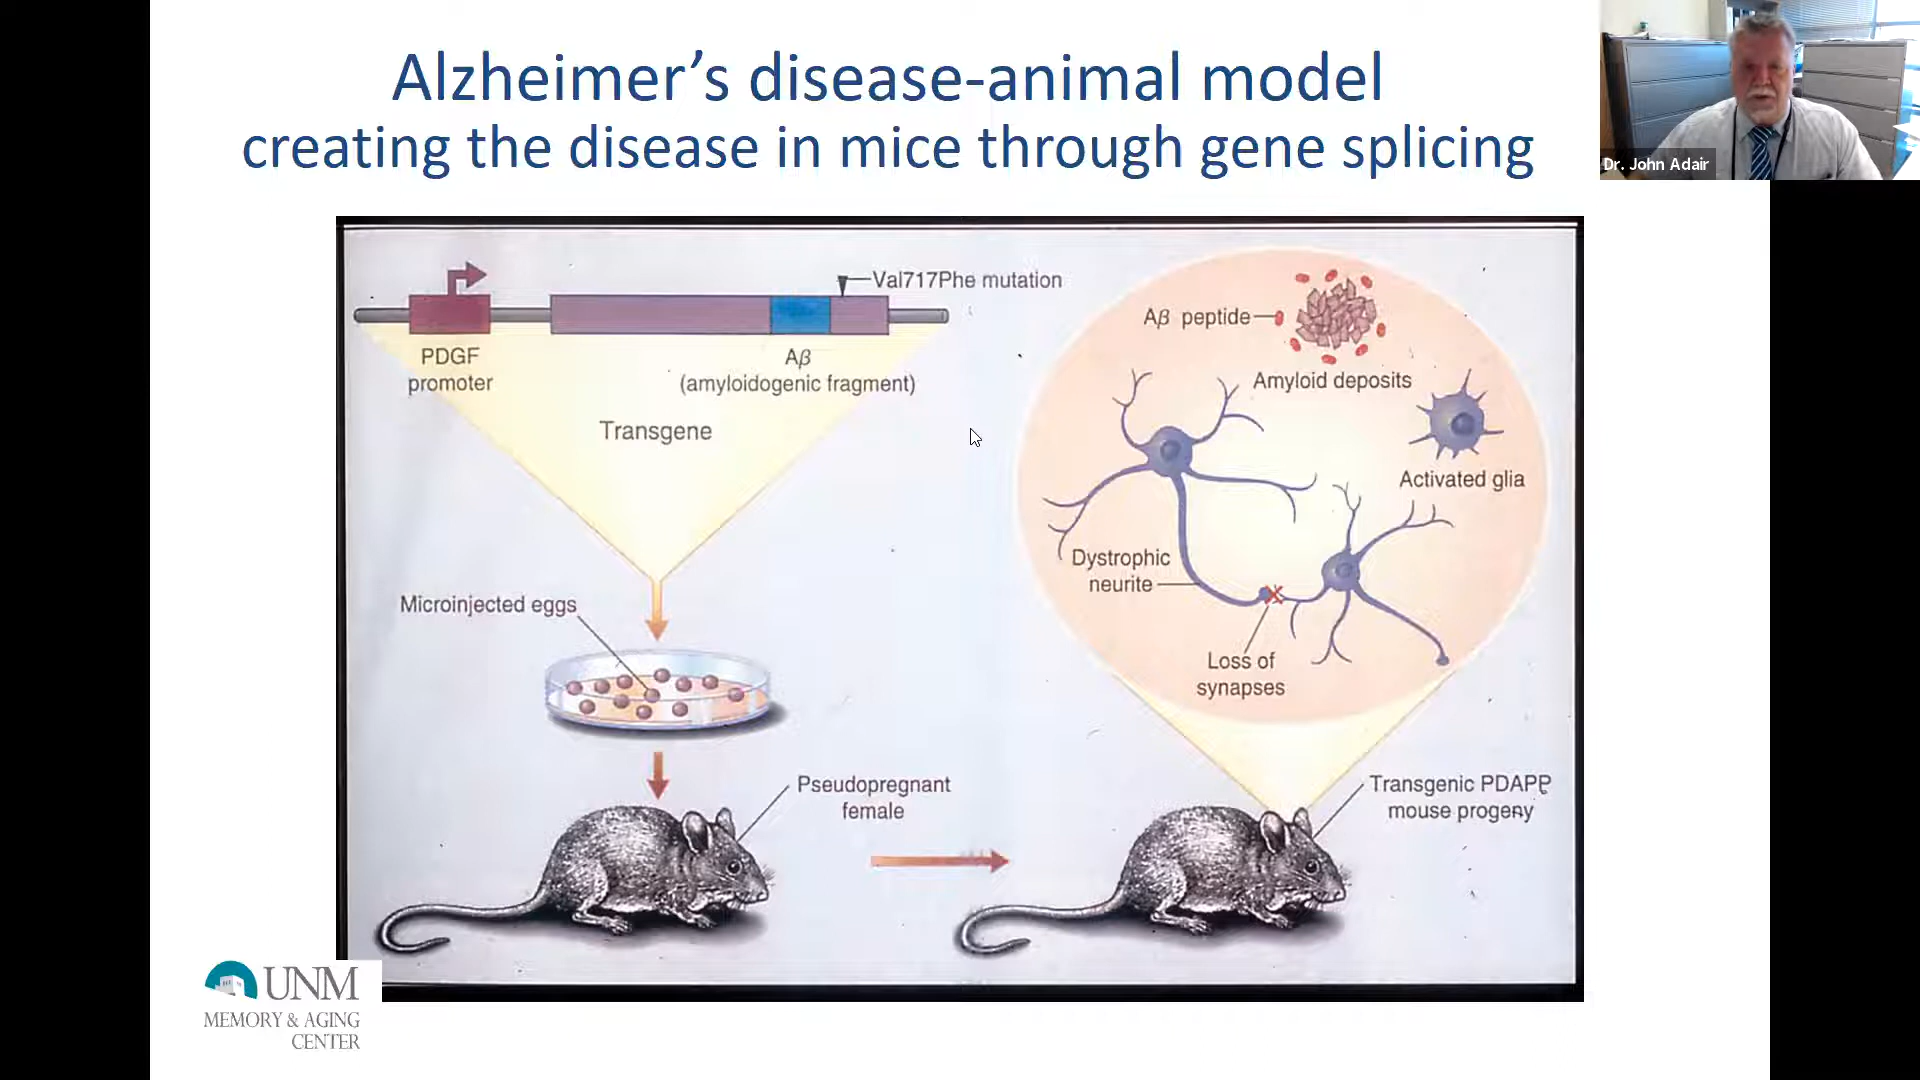 Alzheimer’s disease-animal model
creating the disease in mice through gene splicing
Dr. John Adair
Val717Phe mutation
PDGF
promoter
Aβ
(amyloidogenic fragment)
Transgene
Microinjected eggs
Pseudopregnant
female
Aβ peptide
Amyloid deposits
Activated glia
Dystrophic
neurite
Loss of
synapses
Transgenic PDAPP
mouse progeny
UNM
MEMORY & AGING
CENTER